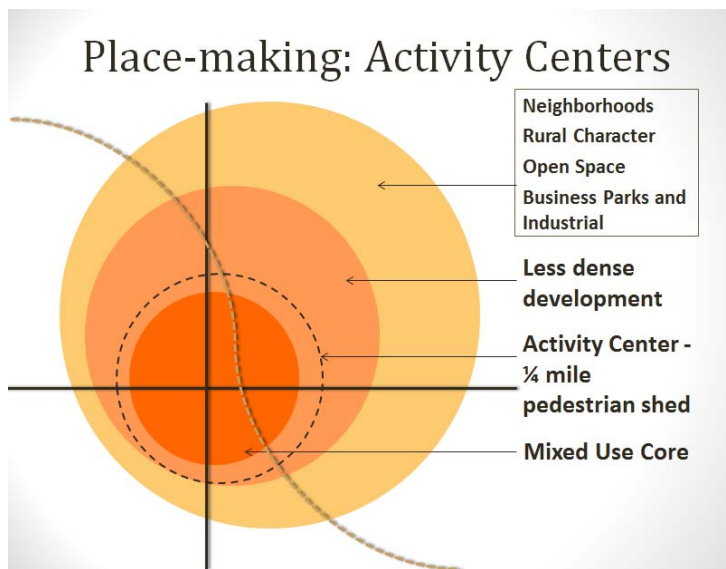 Place-making: Activity Centers
Neighborhoods
Rural Character
Open Space
Business Parks and
Industrial
Less dense
development
Activity Center -
¼ mile
pedestrian shed
Mixed Use Core